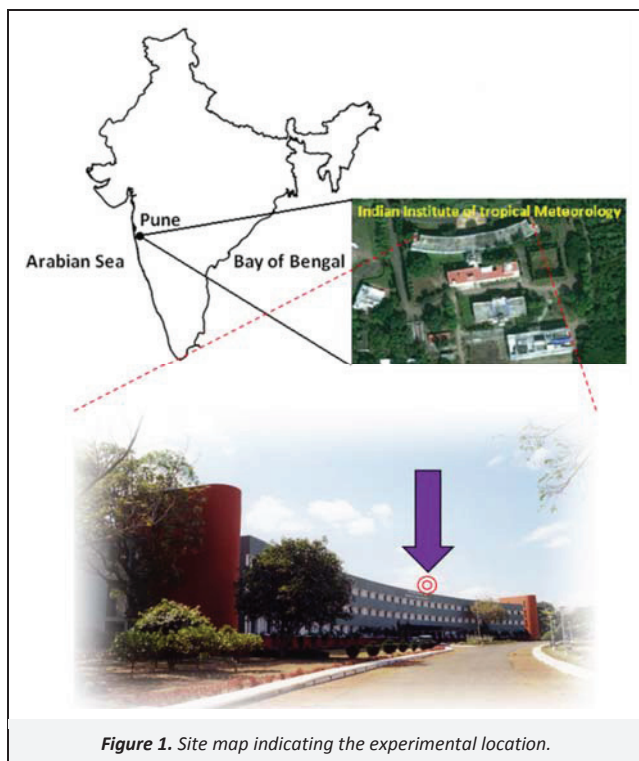 Pune
Indian Institute of tropical Meteorology
Arabian Sea
Bay of Bengal
Figure 1. Site map indicating the experimental location.